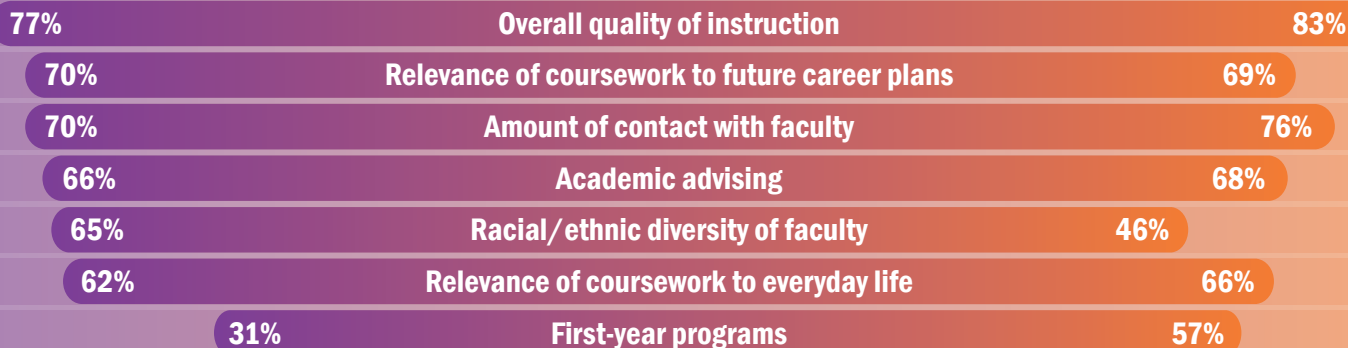 77% Overall quality of instruction 83%
70% Relevance of coursework to future career plans 69%
70% Amount of contact with faculty 76%
66% Academic advising 68%
65% Racial/ethnic diversity of faculty 46%
62% Relevance of coursework to everyday life 66%
31% First-year programs 57%